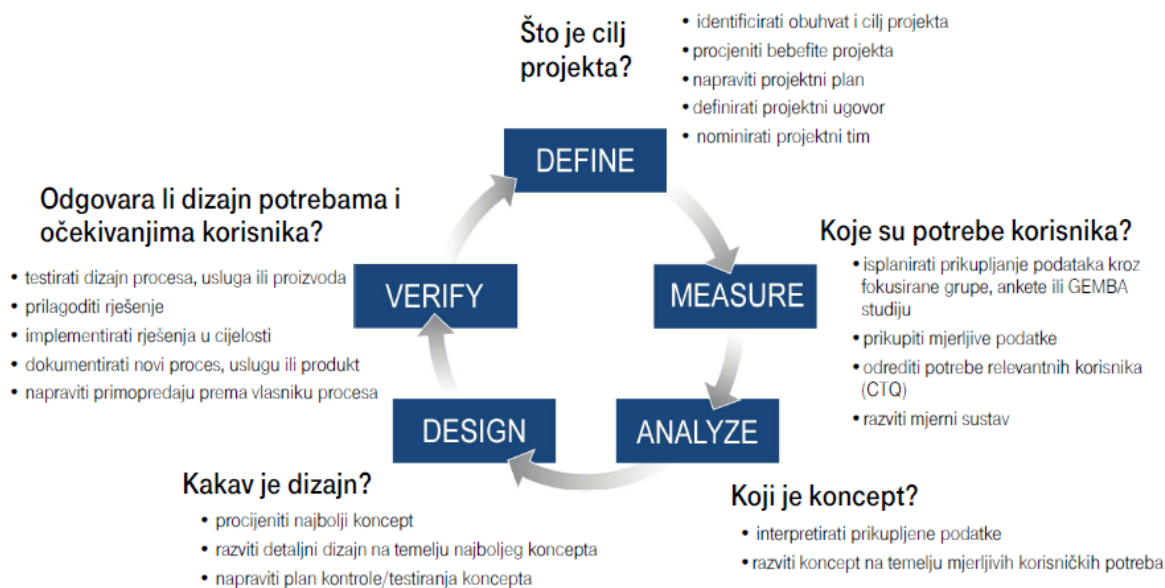 Što je cilj
projekta?
• identificirati obuhvat i cilj projekta
• procjeniti bebefite projekta
• napraviti projektni plan
• definirati projektni ugovor
• nominirati projektni tim
DEFINE
Koje su potrebe korisnika?
• isplanirati prikupljanje podataka kroz
fokusirane grupe, ankete ili GEMBA
studiju
• prikupiti mjerljive podatke
• odrediti potrebe relevantnih korisnika
(CTQ)
• razviti mjerni sustav
MEASURE
ANALYZE
Koji je koncept?
• interpretirati prikupljene podatke
• razviti koncept na temelju mjerljivih korisničkih potreba
DESIGN
Kakav je dizajn?
• procijeniti najbolji koncept
• razviti detaljni dizajn na temelju najboljeg koncepta
• napraviti plan kontrole/testiranja koncepta
VERIFY
Odgovara li dizajn potrebama i
očekivanjima korisnika?
• testirati dizajn procesa, usluga ili proizvoda
• prilagoditi rješenje
• implementirati rješenja u cijelosti
• dokumentirati novi proces, uslugu ili produkt
• napraviti primopredaju prema vlasniku procesa